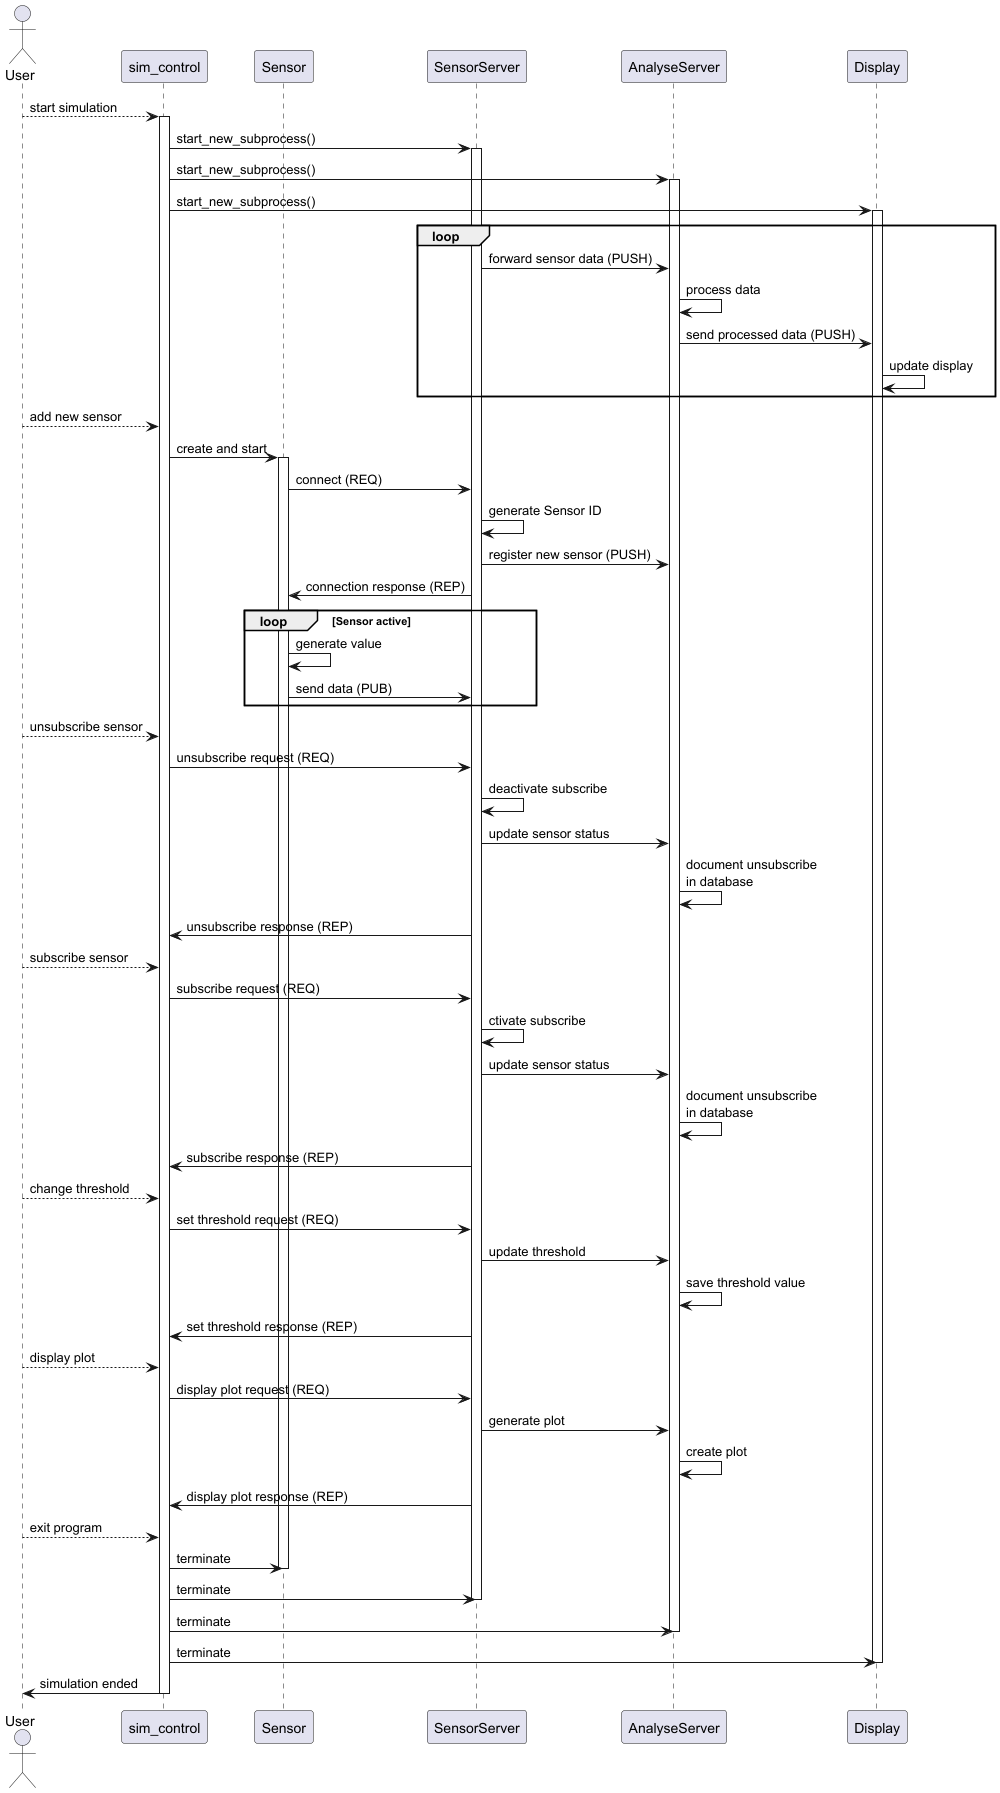 User
sim_control
Sensor
SensorServer
AnalyseServer
Display
start simulation
start_new_subprocess()
start_new_subprocess()
start_new_subprocess()
loop
forward sensor data (PUSH)
process data
send processed data (PUSH)
update display
add new sensor
create and start
connect (REQ)
generate Sensor ID
register new sensor (PUSH)
connection response (REP)
loop [Sensor active]
generate value
send data (PUB)
unsubscribe sensor
unsubscribe request (REQ)
deactivate subscribe
update sensor status
document unsubscribe
in database
unsubscribe response (REP)
subscribe sensor
subscribe request (REQ)
ctivate subscribe
update sensor status
document unsubscribe
in database
subscribe response (REP)
change threshold
set threshold request (REQ)
update threshold
save threshold value
set threshold response (REP)
display plot
display plot request (REQ)
generate plot
create plot
display plot response (REP)
exit program
terminate
terminate
terminate
terminate
simulation ended
User
sim_control
Sensor
SensorServer
AnalyseServer
Display